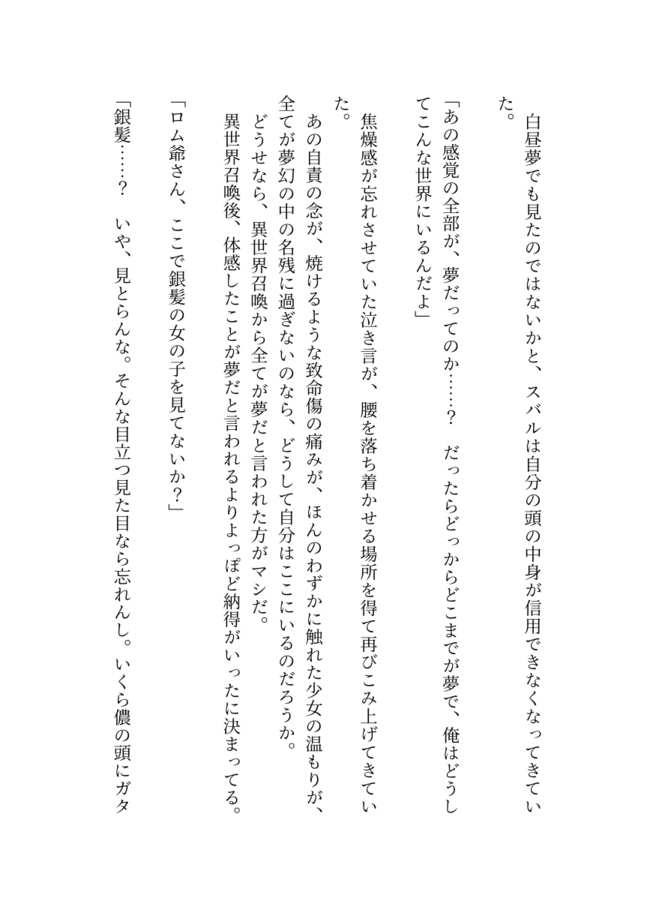 白昼夢でも見たのではないかと、スバルは自分の頭の中身が信用できなくなってきてい
た。
「あの感覚の全部が、夢だってのか……？　だったらどっからどこまでが夢で、俺はどうし
てこんな世界にいるんだよ」
　焦燥感が忘れさせていた泣き言が、腰を落ち着かせる場所を得て再びこみ上げてきてい
た。
　あの自責の念が、焼けるような致命傷の痛みが、ほんのわずかに触れた少女の温もりが、
全てが夢幻の中の名残に過ぎないのなら、どうして自分はここにいるのだろうか。
　どうせなら、異世界召喚から全てが夢だと言われた方がマシだ。
　異世界召喚後、体感したことが夢だと言われるよりよっぽど納得がいったに決まってる。
「ロム爺さん、ここで銀髪の女の子を見てないか？」
「銀髪……？　いや、見とらんな。そんな目立つ見た目なら忘れんし。いくら儂の頭にガタ